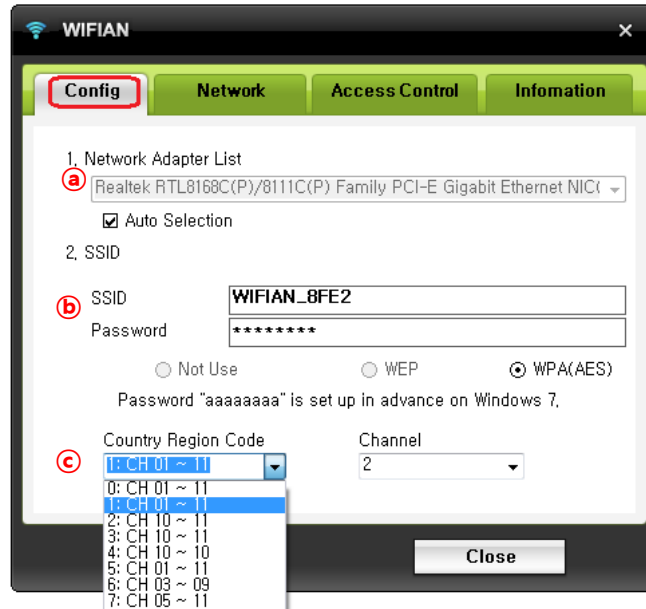 WIFIAN
Config Network Access Control Infomation
1, Network Adapter List
ⓐ
Realtek RTL8168C(P)/8111C(P) Family PCI-E Gigabit Ethernet NIC(
Auto Selection
2, SSID
ⓑ SSID WIFIAN_8FE2
Password ********
Not Use WEP WPA(AES)
Password "aaaaaaaa" is set up in advance on Windows 7,
Country Region Code Channel
ⓒ 1: CH 01 ~ 11 2
0: CH 01 ~ 11
1: CH 01 ~ 11
2: CH 10 ~ 11
3: CH 10 ~ 11
4: CH 10 ~ 10
5: CH 01 ~ 11
6: CH 03 ~ 09
7: CH 05 ~ 11
Close